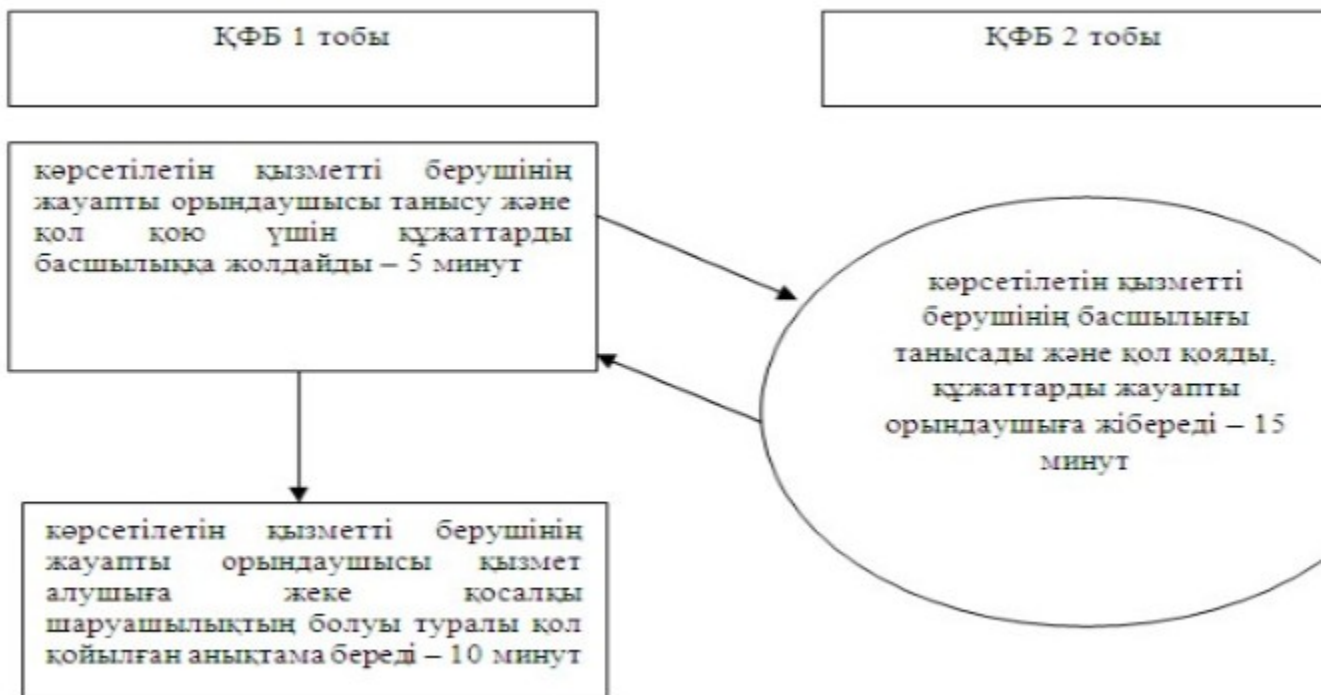 ҚФБ 1 тобы
ҚФБ 2 тобы
көрсетілетін қызметті берушінің
жауапты орындаушысы танысу және
қол қою үшін құжаттарды
басшылыққа жолдайды – 5 минут
көрсетілетін қызметті
берушінің басшылығы
танысады және қол қояды,
құжаттарды жауапты
орындаушыға жібереді – 15
минут
көрсетілетін қызметті берушінің
жауапты орындаушысы қызмет
алушыға жеке қосалқы
шаруашылықтың болуы туралы қол
қойылған анықтама береді – 10 минут